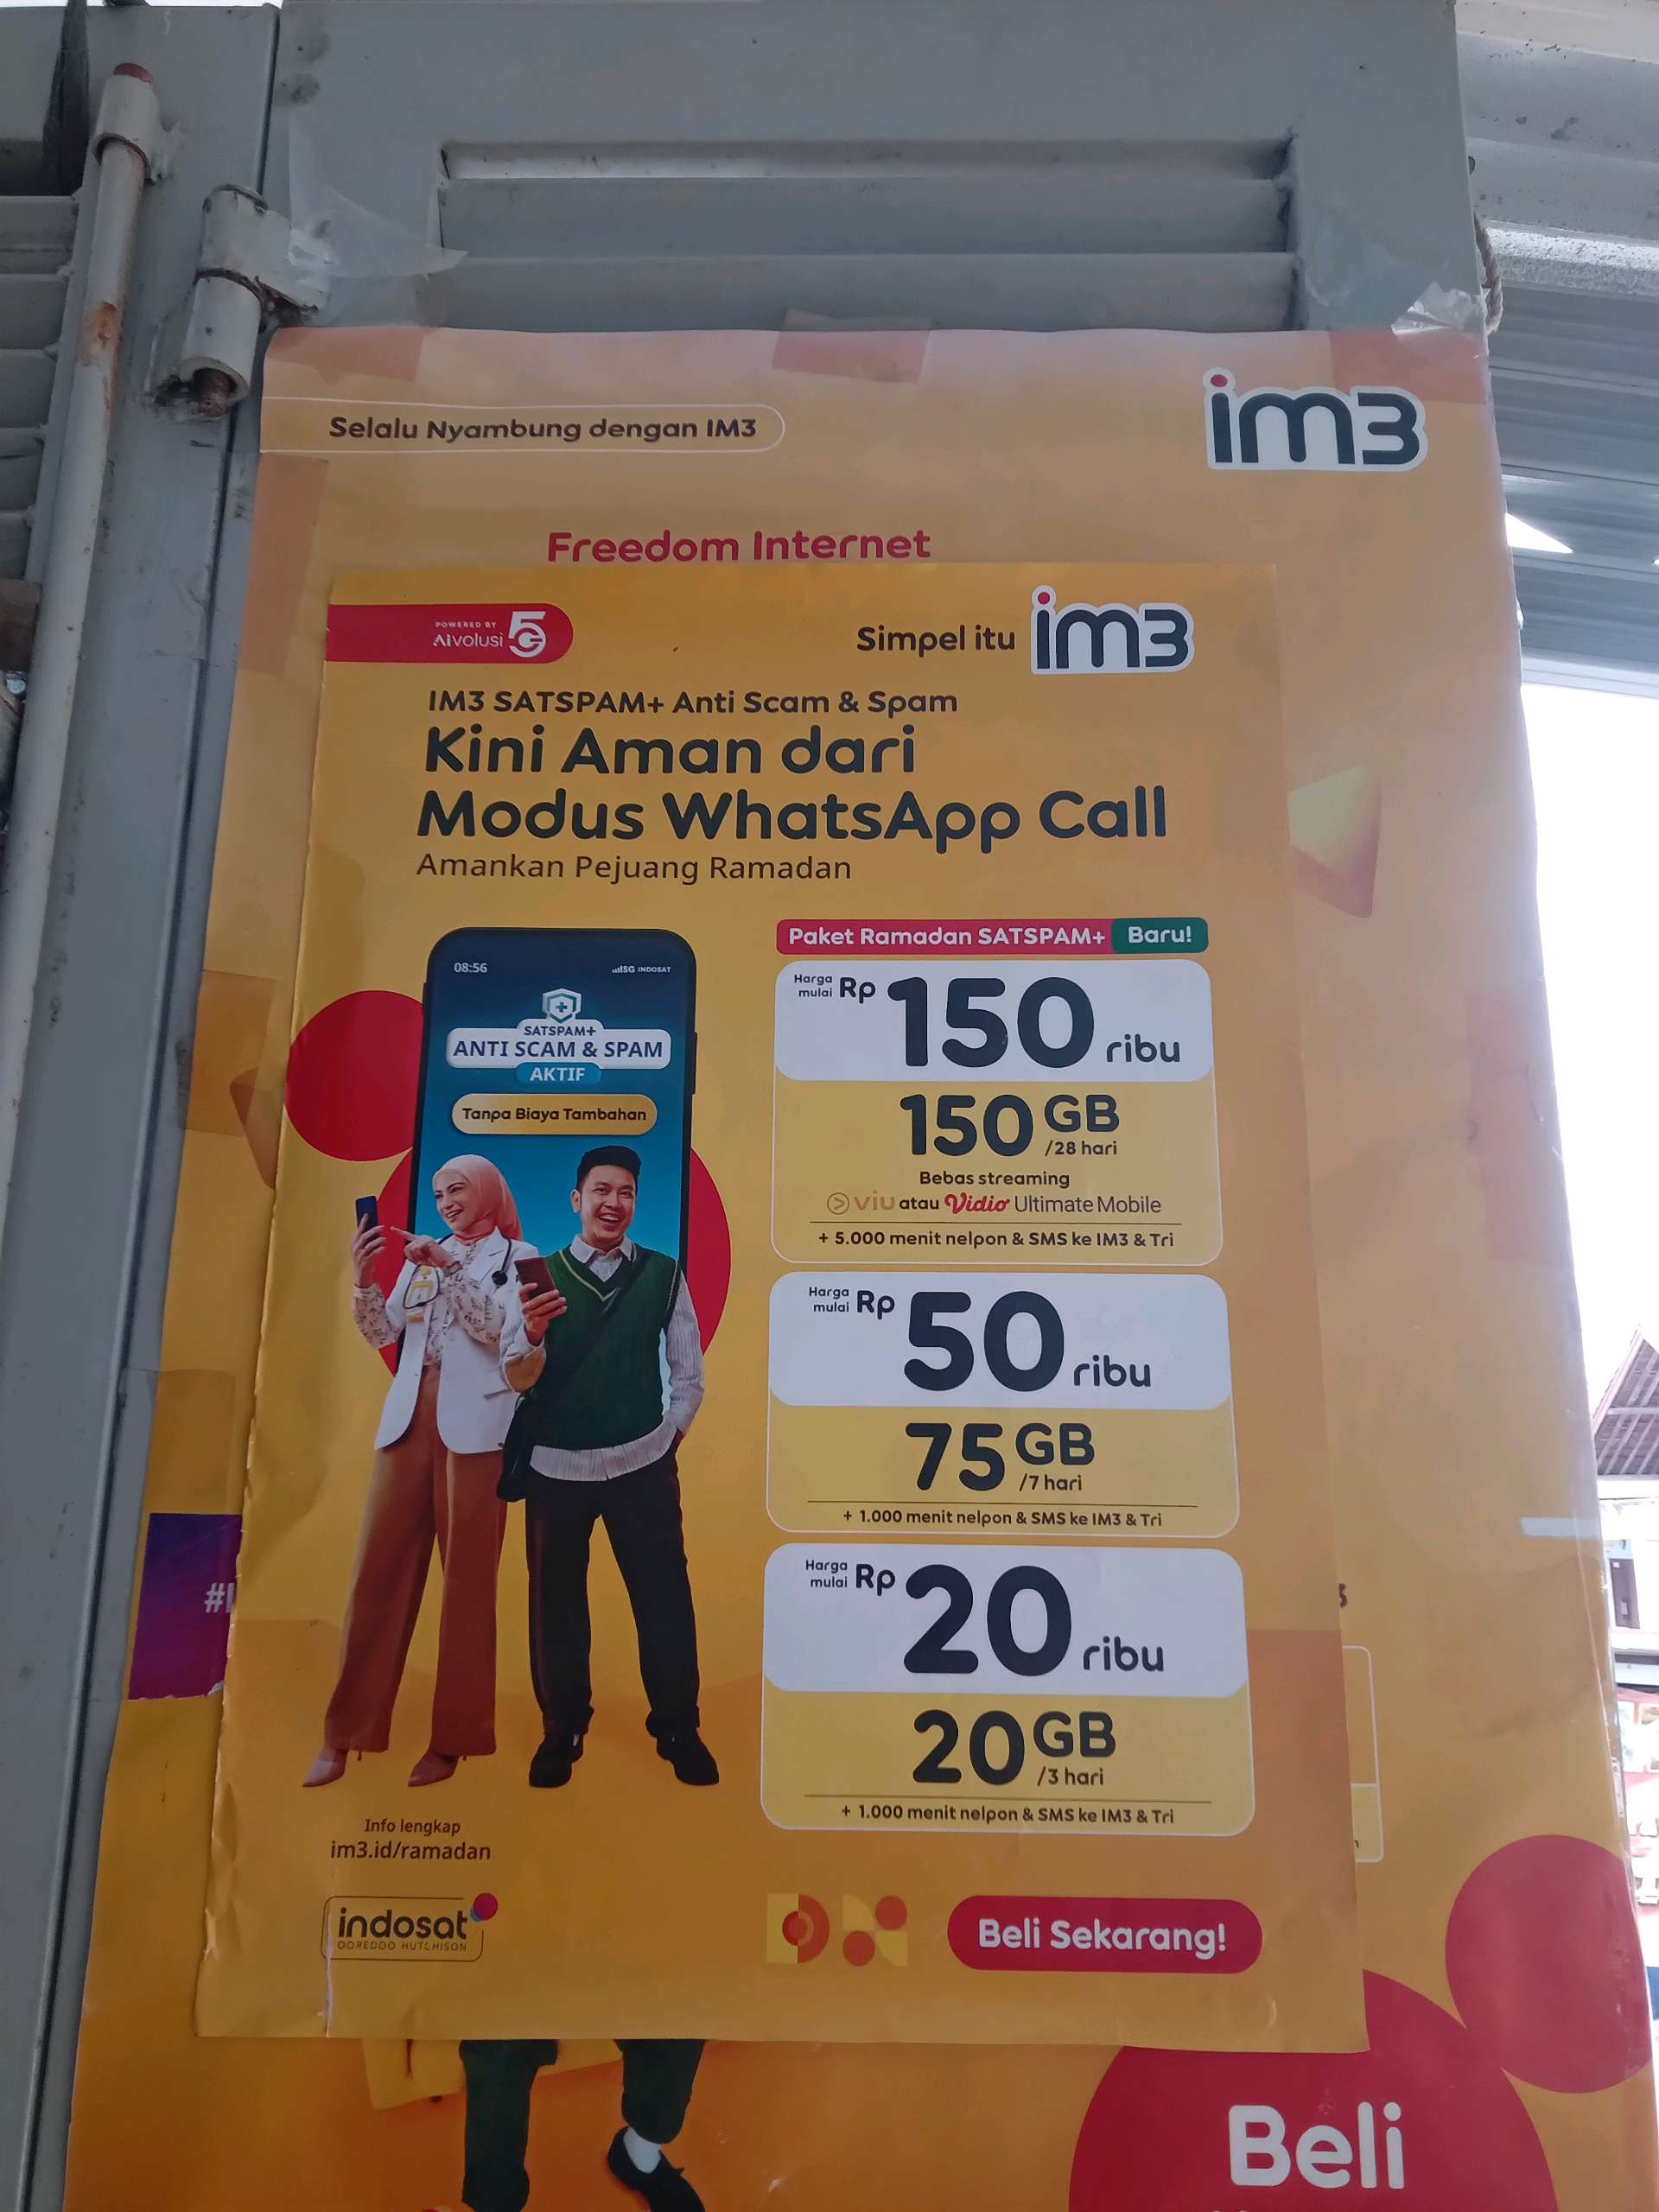 Selalu Nyambung dengan IM3
im3
Freedom Internet
POWERED BY
AIvolusi 5G
Simpel itu im3
IM3 SATSPAM+ Anti Scam & Spam
Kini Aman dari
Modus WhatsApp Call
Amankan Pejuang Ramadan
08:56
5G INDOSAT
SATSPAM+
ANTI SCAM & SPAM
AKTIF
Tanpa Biaya Tambahan
Paket Ramadan SATSPAM+ Baru!
Harga mulai Rp 150 ribu
150 GB
/28 hari
Bebas streaming
viu atau Vidio Ultimate Mobile
+ 5.000 menit nelpon & SMS ke IM3 & Tri
Harga mulai Rp 50 ribu
75 GB
/7 hari
+ 1.000 menit nelpon & SMS ke IM3 & Tri
Harga mulai Rp 20 ribu
20 GB
/3 hari
+ 1.000 menit nelpon & SMS ke IM3 & Tri
Info lengkap
im3.id/ramadan
indosat
OOREDOO HUTCHISON
Beli Sekarang!
Beli